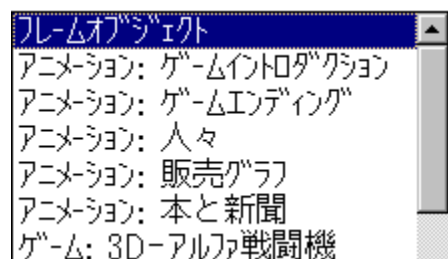 ﾌﾚｰﾑｵﾌﾞｼﾞｪｸﾄ
ｱﾆﾒｰｼｮﾝ: ｹﾞｰﾑｲﾝﾄﾛﾀﾞｸｼｮﾝ
ｱﾆﾒｰｼｮﾝ: ｹﾞｰﾑｴﾝﾃﾞｨﾝｸﾞ
ｱﾆﾒｰｼｮﾝ: 人々
ｱﾆﾒｰｼｮﾝ: 販売ｸﾞﾗﾌ
ｱﾆﾒｰｼｮﾝ: 本と新聞
ｹﾞｰﾑ: 3D-ｱﾙﾌｧ戦闘機